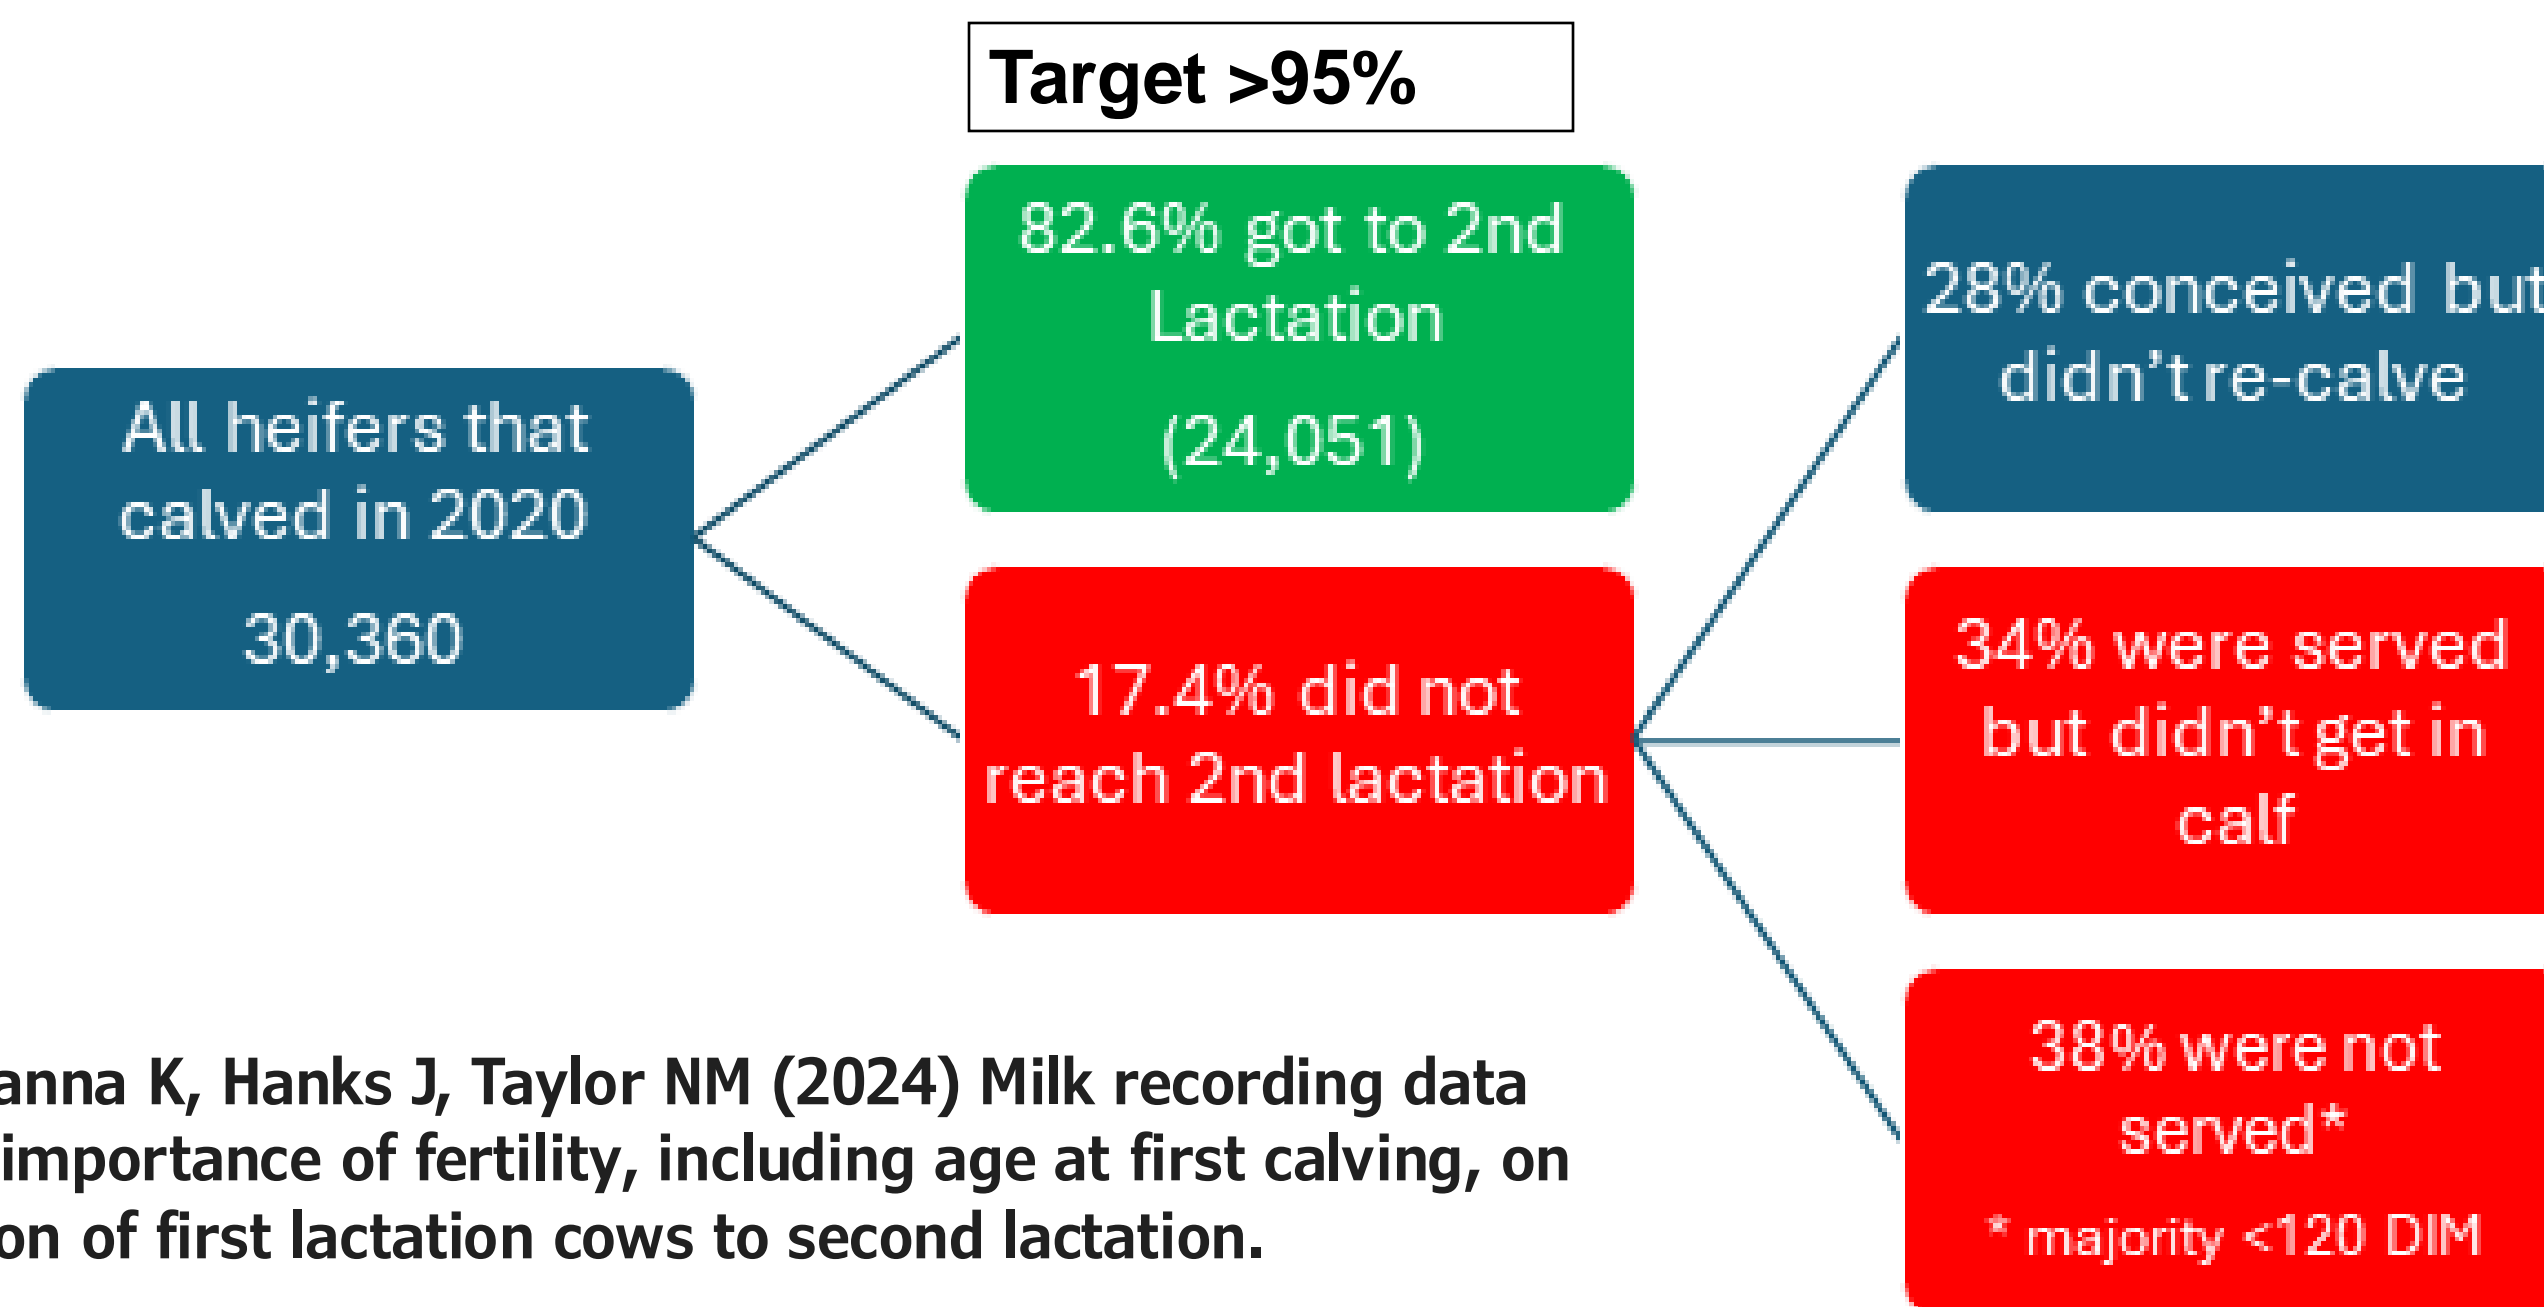 Target >95%
All heifers that
calved in 2020
30,360
82.6% got to 2nd
Lactation
(24,051)
17.4% did not
reach 2nd lactation
28% conceived but
didn't re-calve
34% were served
but didn't get in
calf
38% were not
served*
* majority <120 DIM
anna K, Hanks J, Taylor NM (2024) Milk recording data
importance of fertility, including age at first calving, on
on of first lactation cows to second lactation.